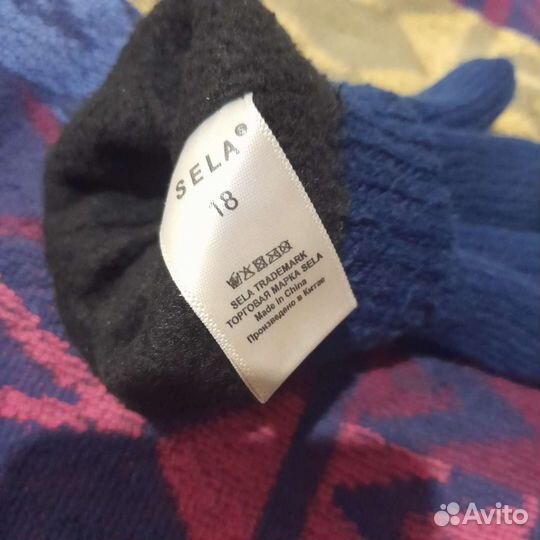 SELA®
18
SELA TRADEMARK
ТОРГОВАЯ МАРКА SELA
Made in China
Произведено в Китае
Avito